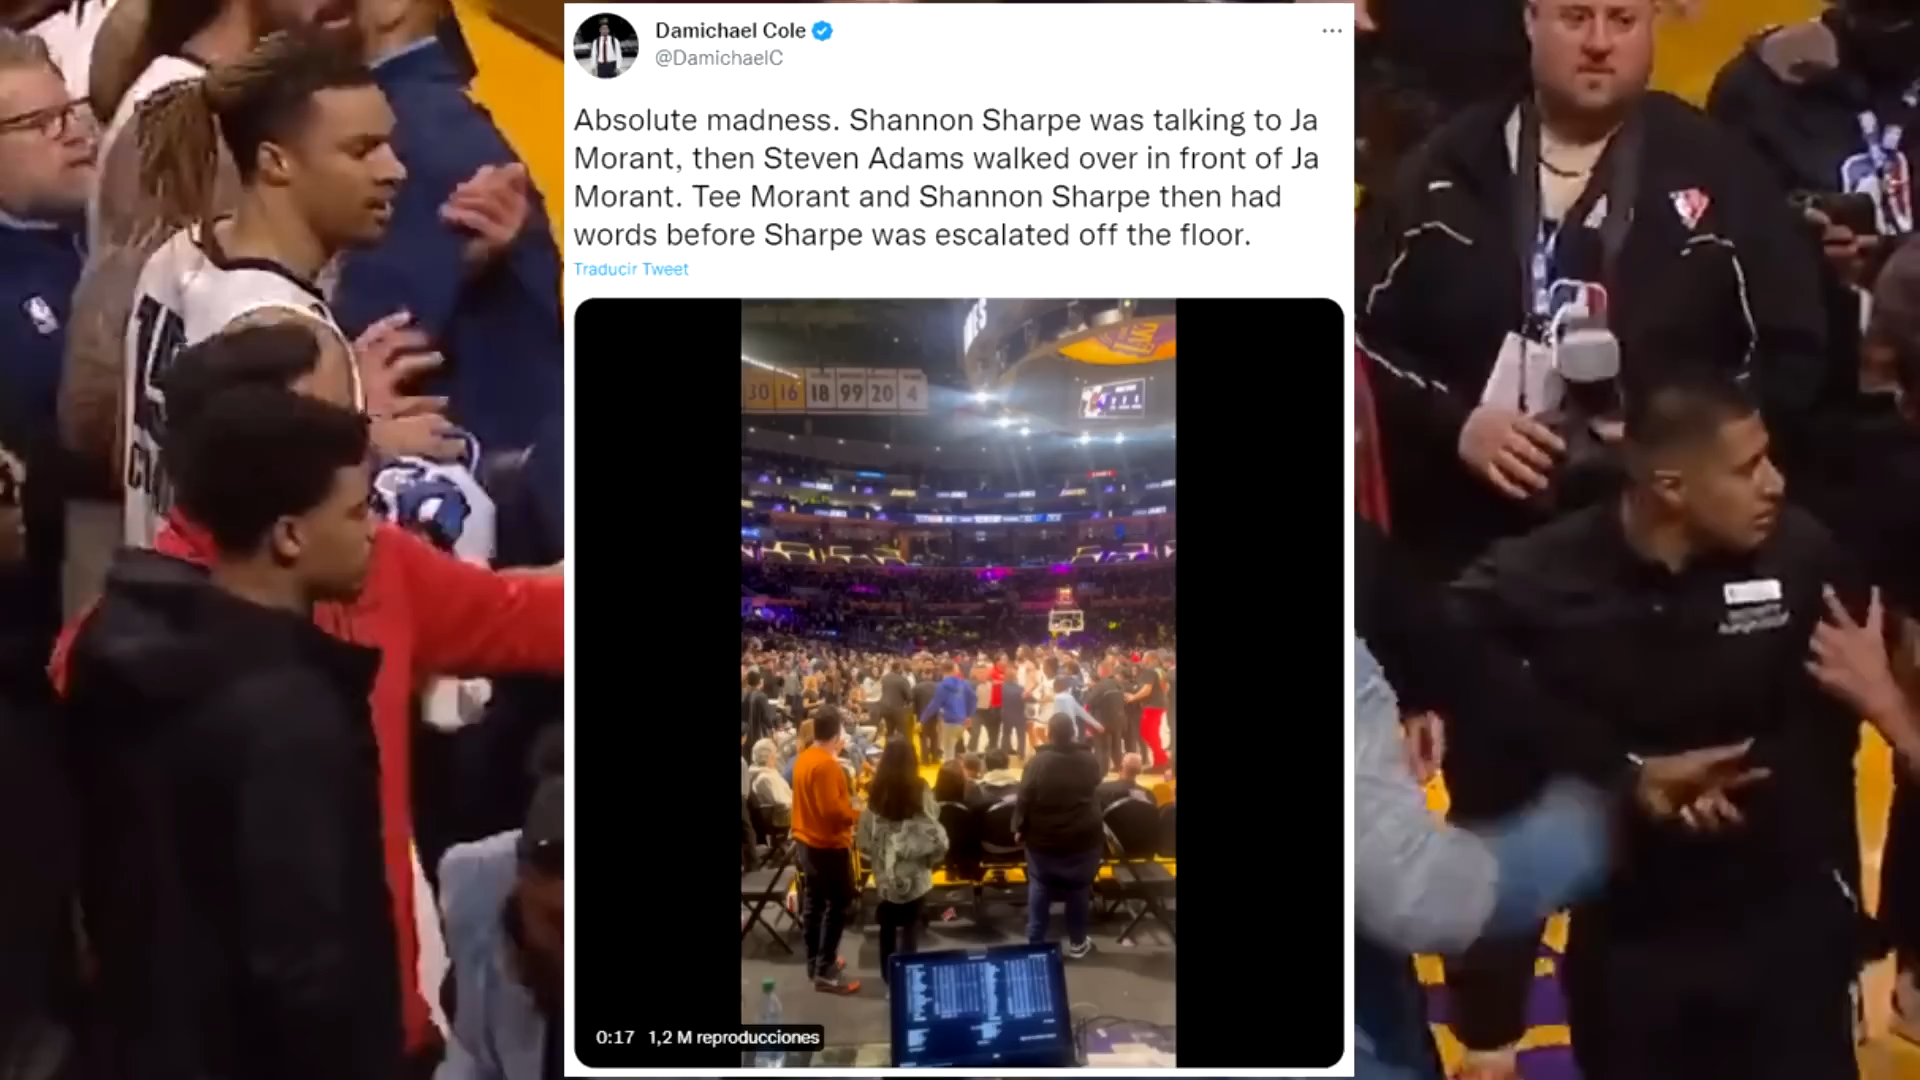 Damichael Cole
@DamichaelC
Absolute madness. Shannon Sharpe was talking to Ja
Morant, then Steven Adams walked over in front of Ja
Morant. Tee Morant and Shannon Sharpe then had
words before Sharpe was escalated off the floor.
Traducir Tweet
30 16 18 99 20 4
0:17 1,2 M reproducciones